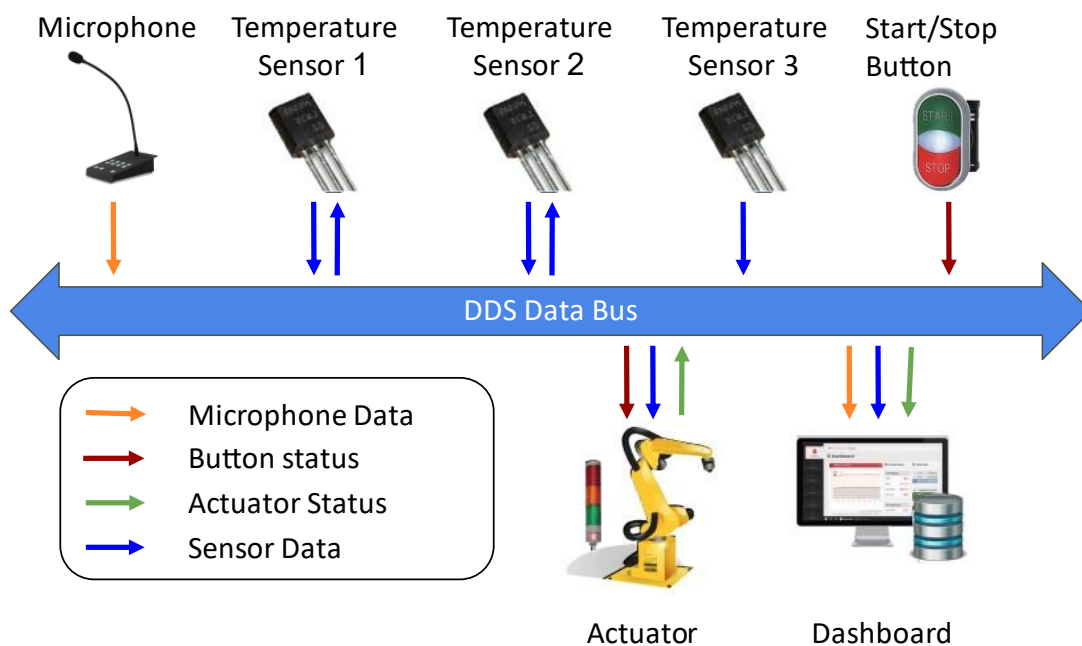 Microphone
Temperature
Sensor 1
Temperature
Sensor 2
Temperature
Sensor 3
Start/Stop
Button
START
STOP
DDS Data Bus
Microphone Data
Button status
Actuator Status
Sensor Data
Actuator
Dashboard